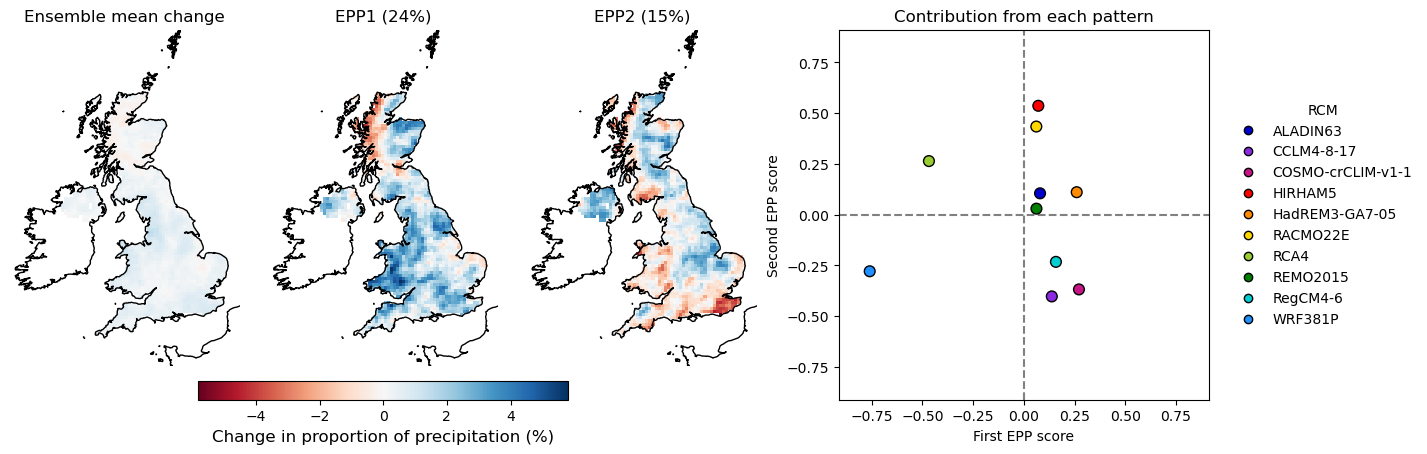 Ensemble mean change
EPP1 (24%)
EPP2 (15%)
Contribution from each pattern
−4
−2
0
2
4
Change in proportion of precipitation (%)
Second EPP score
0.75
0.50
0.25
0.00
−0.25
−0.50
−0.75
−0.75
−0.50
−0.25
0.00
0.25
0.50
0.75
First EPP score
RCM
ALADIN63
CCLM4-8-17
COSMO-crCLIM-v1-1
HIRHAM5
HadREM3-GA7-05
RACMO22E
RCA4
REMO2015
RegCM4-6
WRF381P